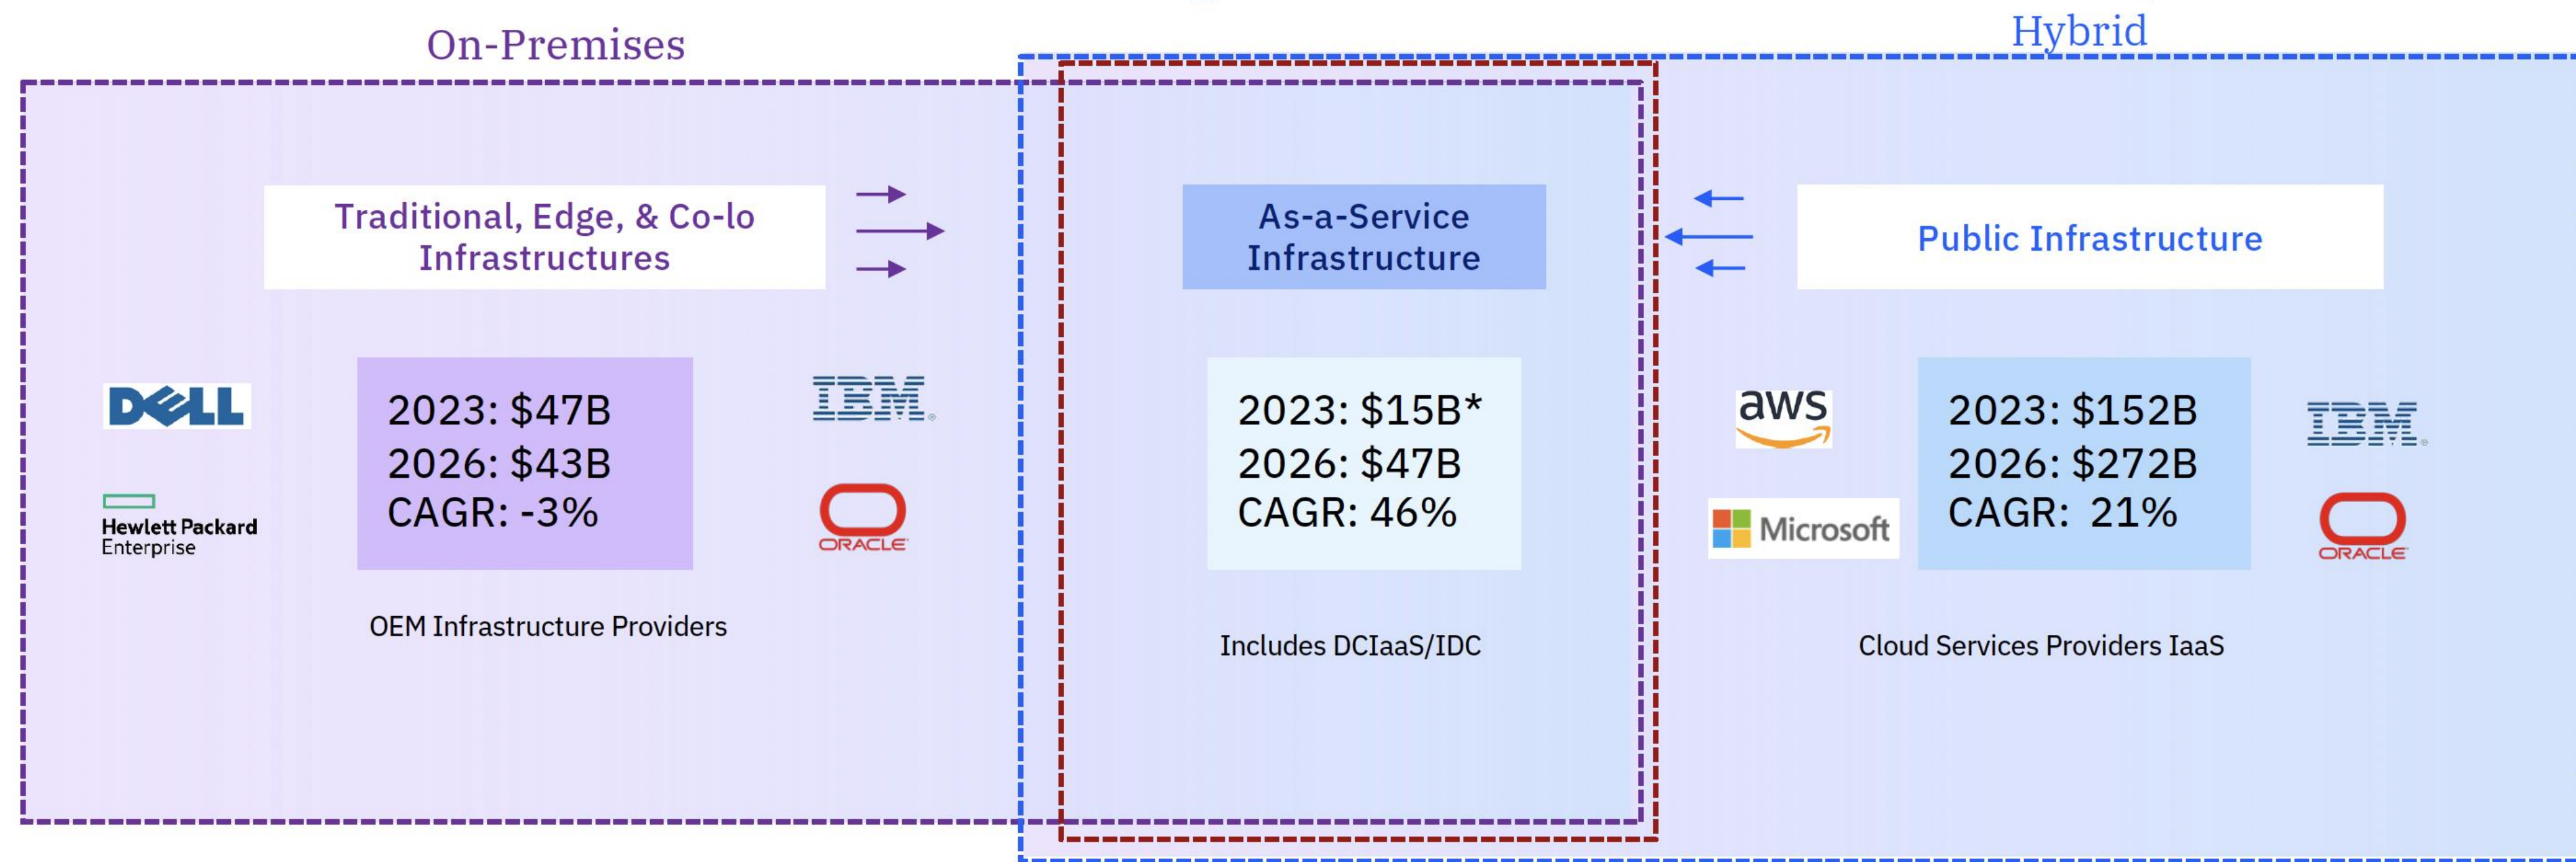 On-Premises
Hybrid
Traditional, Edge, & Co-lo
Infrastructures
As-a-Service
Infrastructure
Public Infrastructure
DELL
Hewlett Packard
Enterprise
2023: $47B
2026: $43B
CAGR: -3%
IBM®
ORACLE
OEM Infrastructure Providers
2023: $15B*
2026: $47B
CAGR: 46%
Includes DCIaaS/IDC
aws
Microsoft
2023: $152B
2026: $272B
CAGR: 21%
IBM®
ORACLE
Cloud Services Providers IaaS